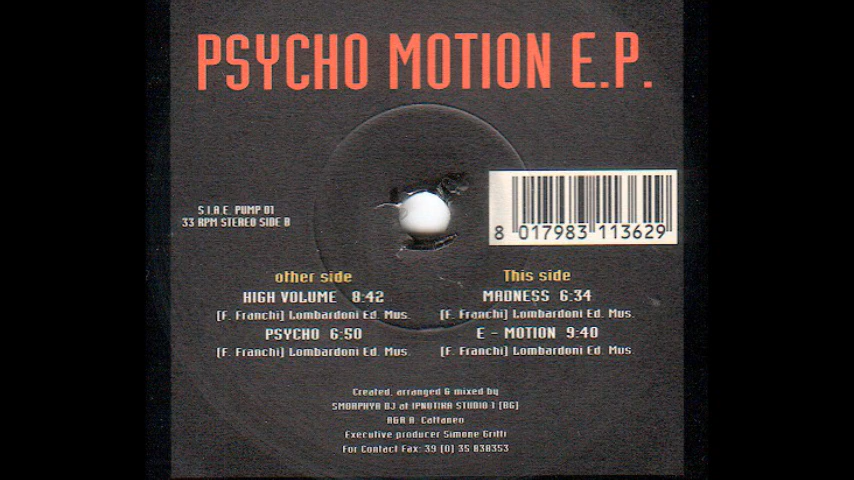 PSYCHO MOTION E.P.
S.I.A.E. PUMP 01
33 RPM STEREO SIDE B
8 017983 113629
other side
HIGH VOLUME 8:42
[F. Franchi] Lombardoni Ed. Mus.
PSYCHO 6:50
[F. Franchi] Lombardoni Ed. Mus.
This side
MADNESS 6:34
[F. Franchi] Lombardoni Ed. Mus.
E - MOTION 9:40
[F. Franchi] Lombardoni Ed. Mus.
Created, arranged & mixed by
SMORPHYA DJ at IPNOTIKA STUDIO 1 [BG]
A&R A. Cattaneo
Executive producer Simone Gritti
For Contact Fax: 39 (0) 35 838353